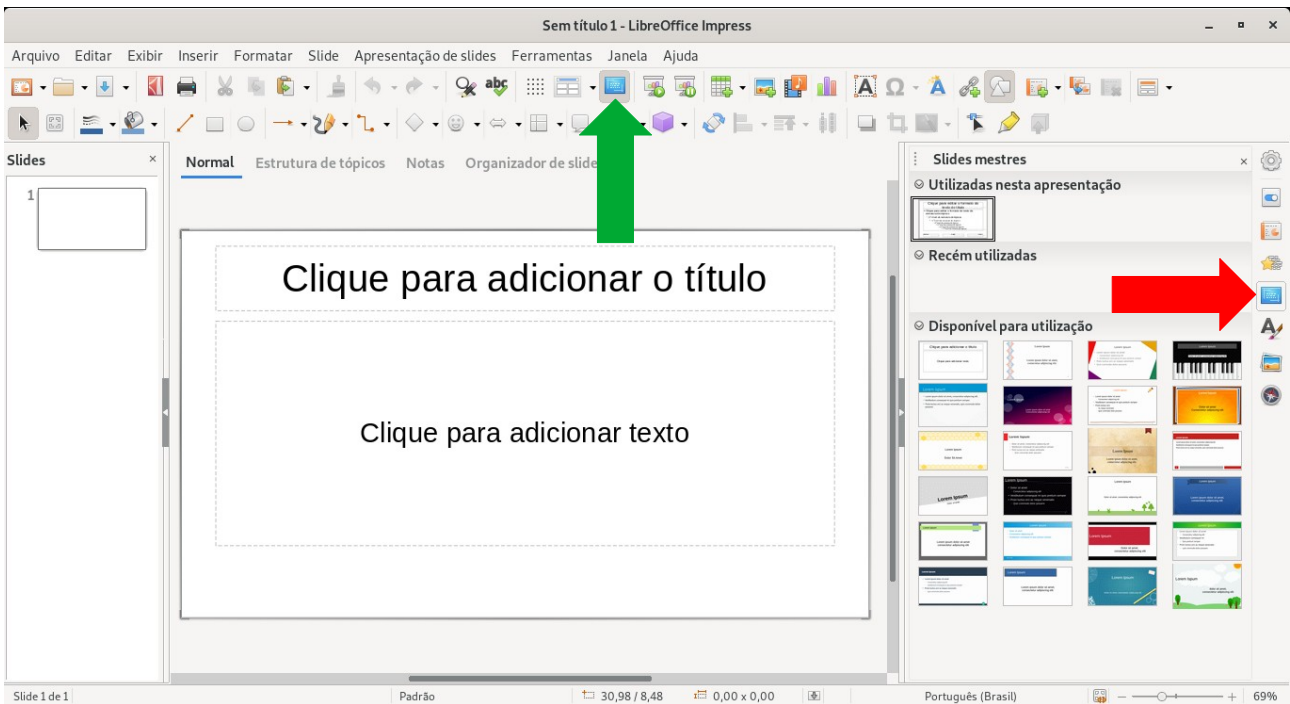 Sem título 1 - LibreOffice Impress
Arquivo Editar Exibir Inserir Formatar Slide Apresentação de slides Ferramentas Janela Ajuda
Slides
Normal Estrutura de tópicos Notas Organizador de slide
1
Clique para adicionar o título
Clique para adicionar texto
Slides mestres
Utilizadas nesta apresentação
Recém utilizadas
Disponível para utilização
Slide 1 de 1 Padrão 30,98 / 8,48 0,00 x 0,00 Português (Brasil) 69%